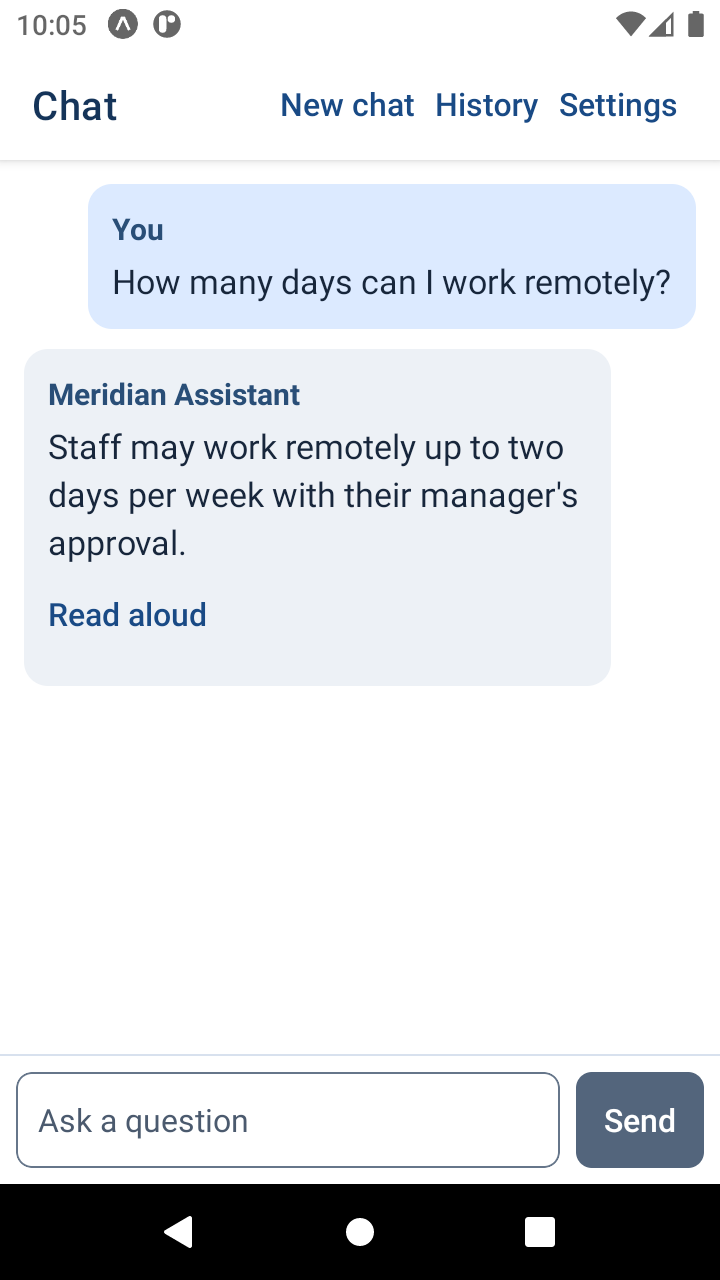 10:05
Chat
New chat
History
Settings
You
How many days can I work remotely?
Meridian Assistant
Staff may work remotely up to two
days per week with their manager's
approval.
Read aloud
Ask a question
Send